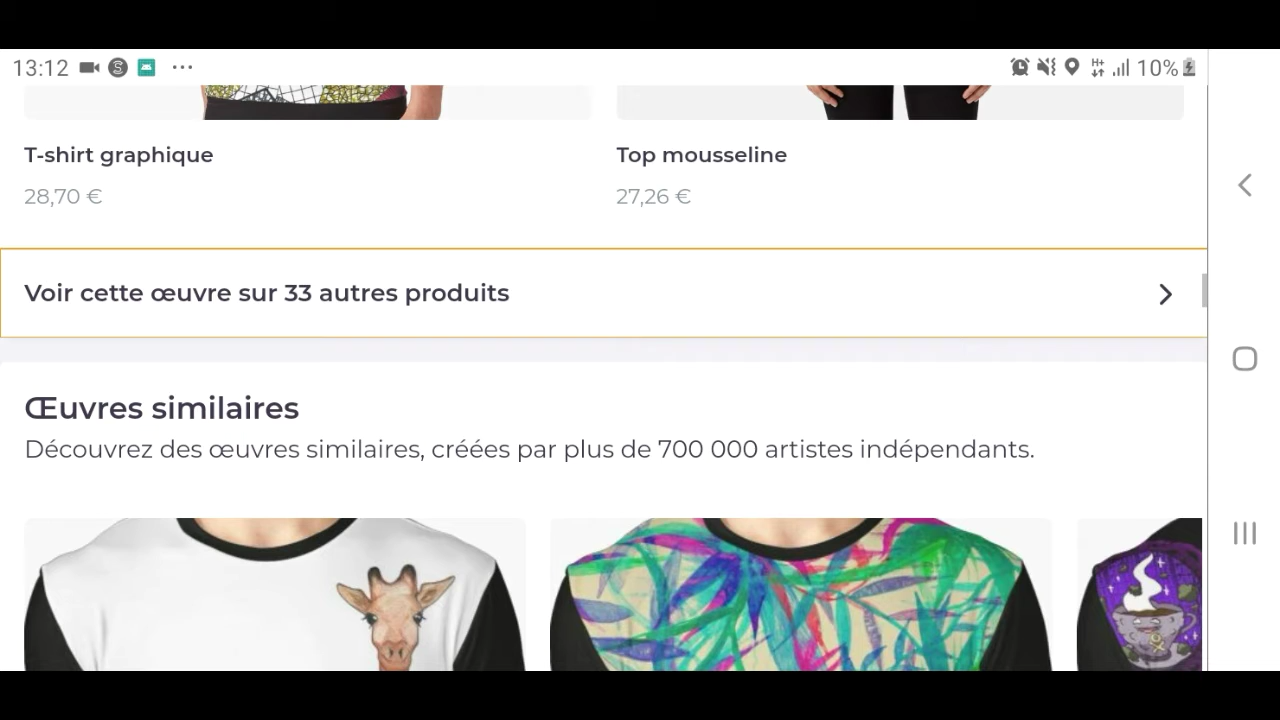 13:12
10%
T-shirt graphique
Top mousseline
28,70 €
27,26 €
Voir cette œuvre sur 33 autres produits
Œuvres similaires
Découvrez des œuvres similaires, créées par plus de 700 000 artistes indépendants.